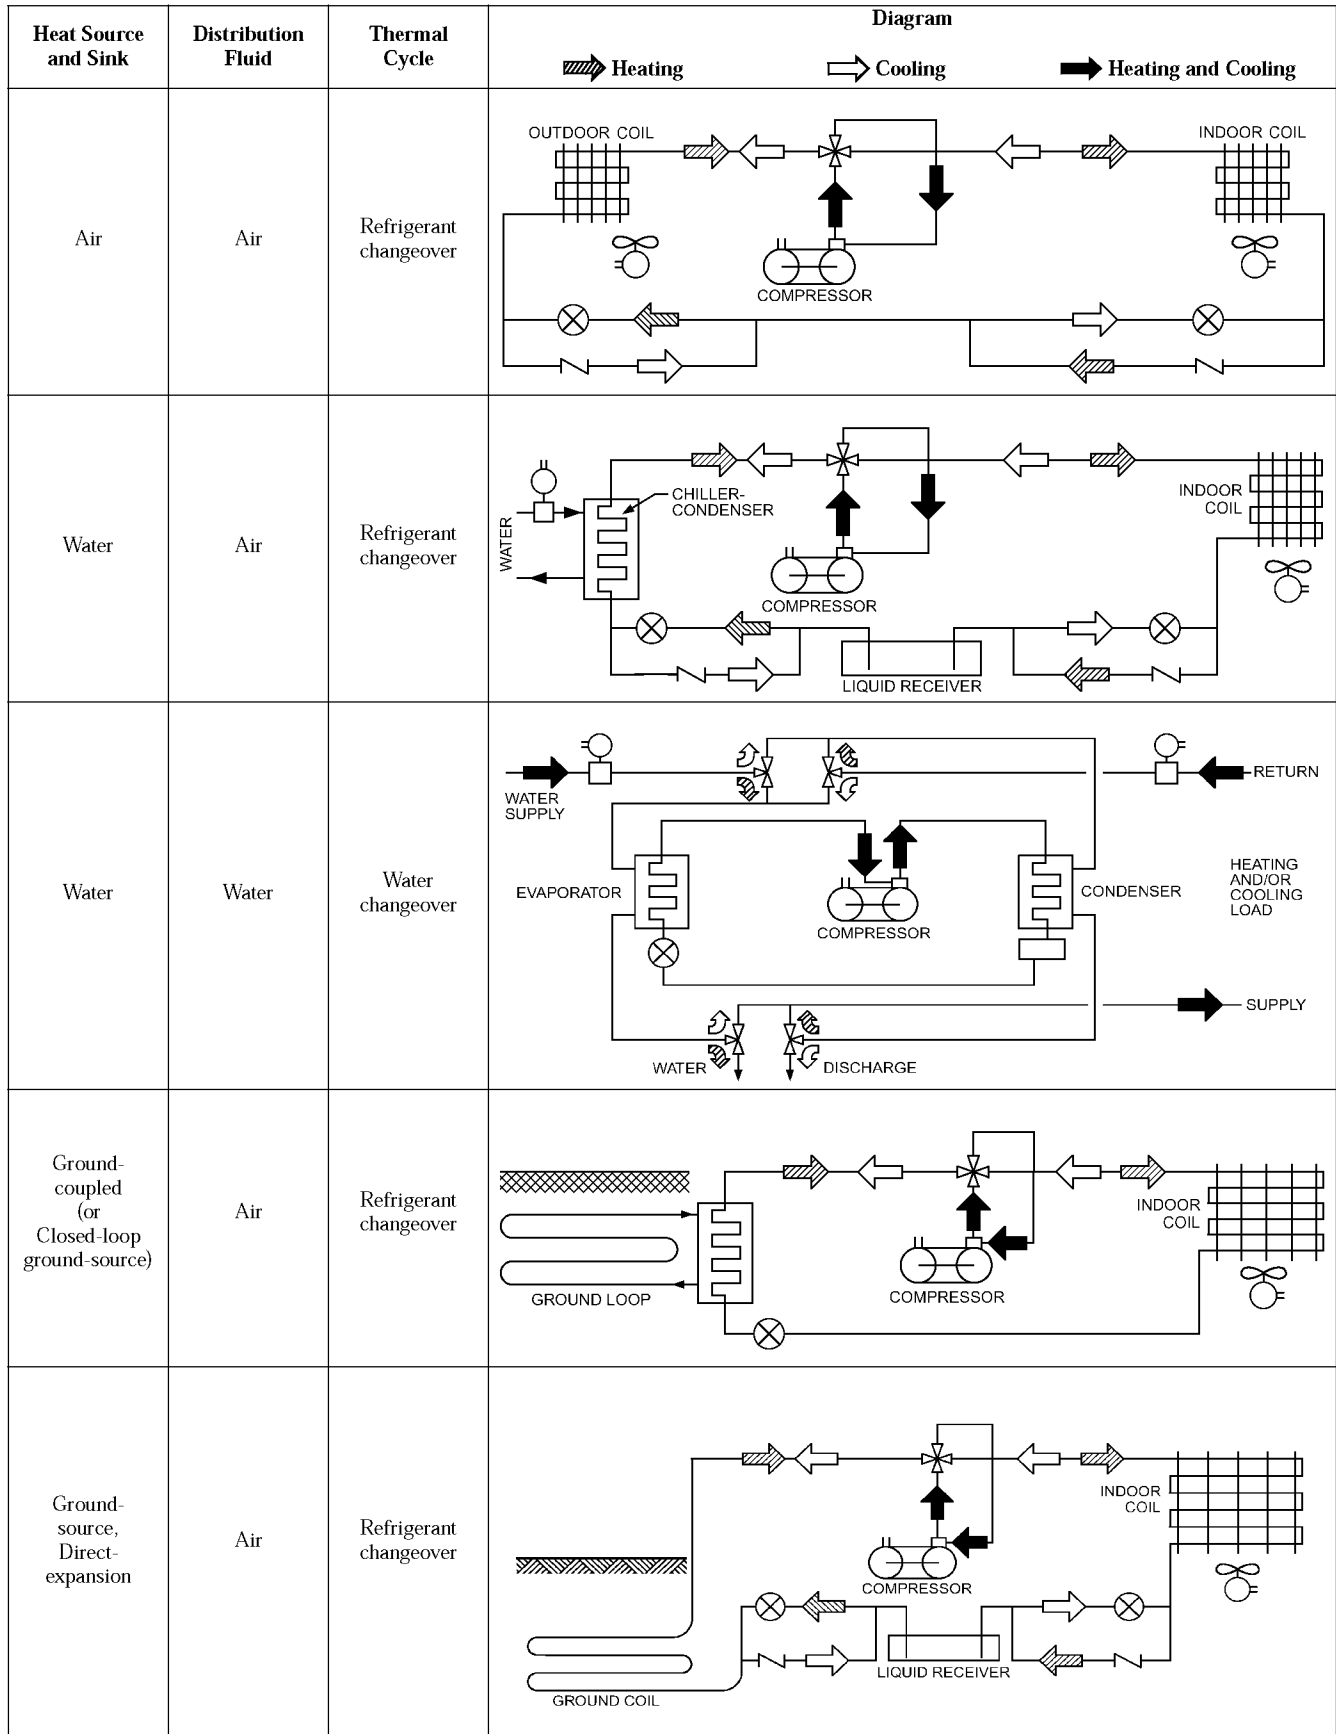 Heat Source
and Sink
Distribution
Fluid
Thermal
Cycle
Diagram
Heating
Cooling
Heating and Cooling
Air
Air
Refrigerant
changeover
OUTDOOR COIL
INDOOR COIL
COMPRESSOR
Water
Air
Refrigerant
changeover
WATER
CHILLER-
CONDENSER
INDOOR
COIL
COMPRESSOR
LIQUID RECEIVER
Water
Water
Water
changeover
WATER
SUPPLY
RETURN
EVAPORATOR
COMPRESSOR
CONDENSER
HEATING
AND/OR
COOLING
LOAD
SUPPLY
WATER
DISCHARGE
Ground-
coupled
(or
Closed-loop
ground-source)
Air
Refrigerant
changeover
INDOOR
COIL
GROUND LOOP
COMPRESSOR
Ground-
source,
Direct-
expansion
Air
Refrigerant
changeover
INDOOR
COIL
COMPRESSOR
LIQUID RECEIVER
GROUND COIL